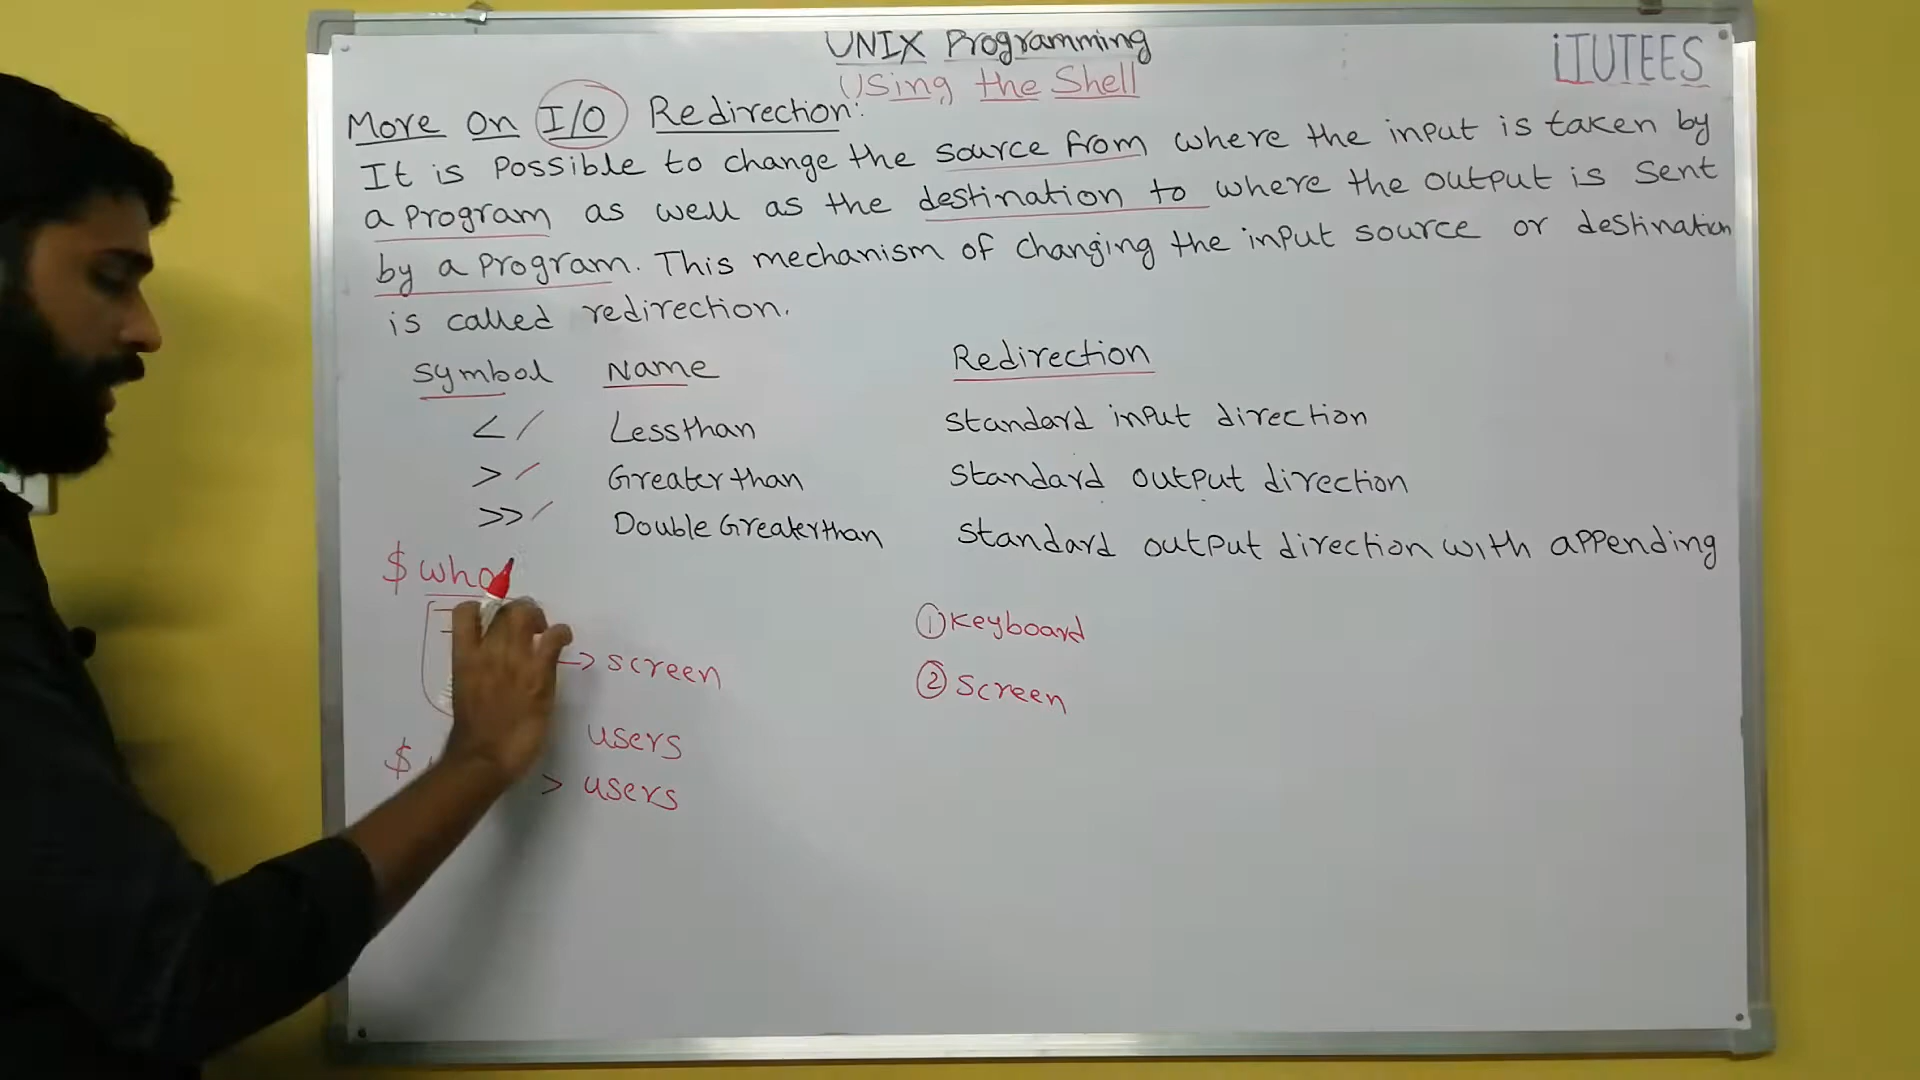 UNIX Programming
iTUTEES
Using the Shell
More on I/O Redirection:
It is possible to change the source from where the input is taken by
a program as well as the destination to where the output is sent
by a program. This mechanism of changing the input source or destination
is called redirection.
Symbol Name Redirection
< Lessthan Standard input direction
> Greaterthan Standard output direction
>> Double Greaterthan Standard output direction with appending
$ who
① Keyboard
→ screen
② Screen
users
$ > users